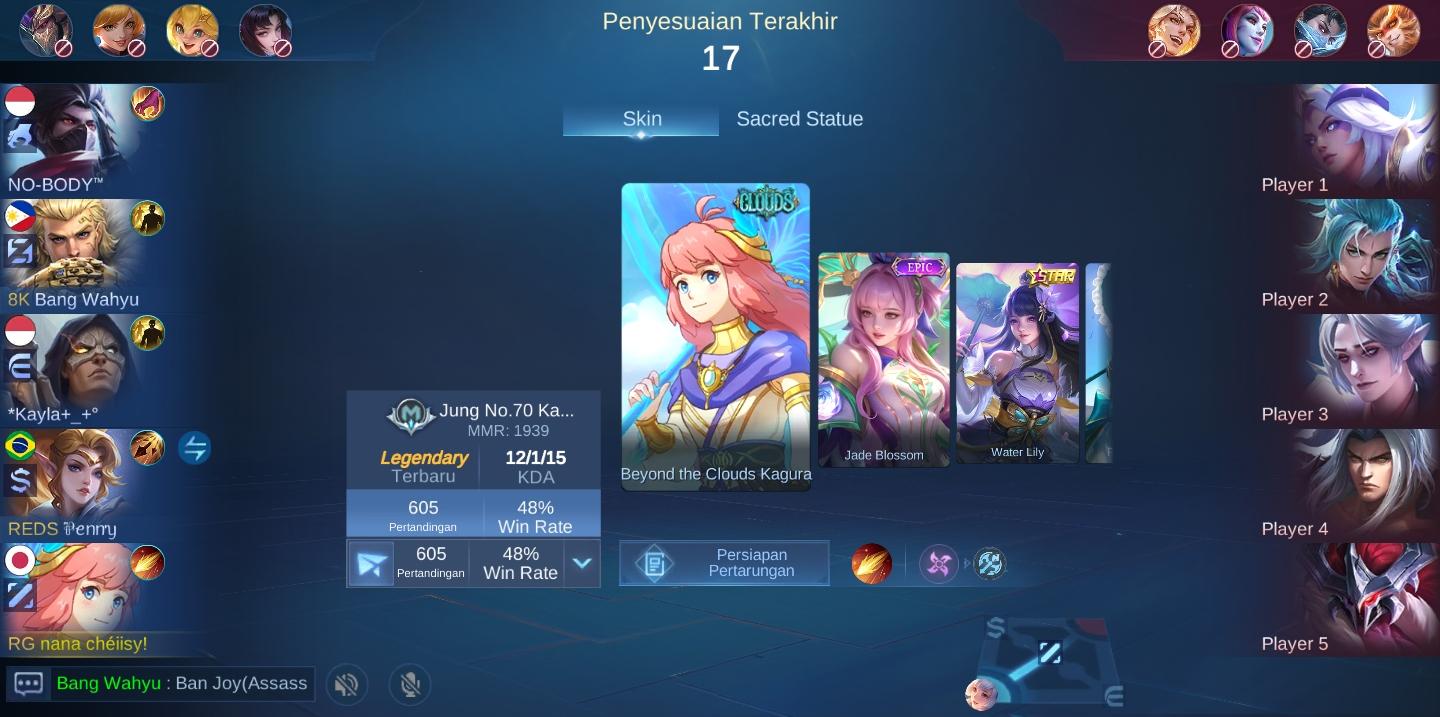 Penyesuaian Terakhir
17
Skin
Sacred Statue
NO-BODY™
8K Bang Wahyu
*Kayla+_+°
REDS Penny
RG nana chéiisy!
Bang Wahyu : Ban Joy(Assass
Jung No.70 Ka...
MMR: 1939
Legendary
Terbaru
12/1/15
KDA
605
Pertandingan
48%
Win Rate
605
Pertandingan
48%
Win Rate
CLOUDS
Beyond the Clouds Kagura
EPIC
Jade Blossom
STAR
Water Lily
Persiapan
Pertarungan
Player 1
Player 2
Player 3
Player 4
Player 5